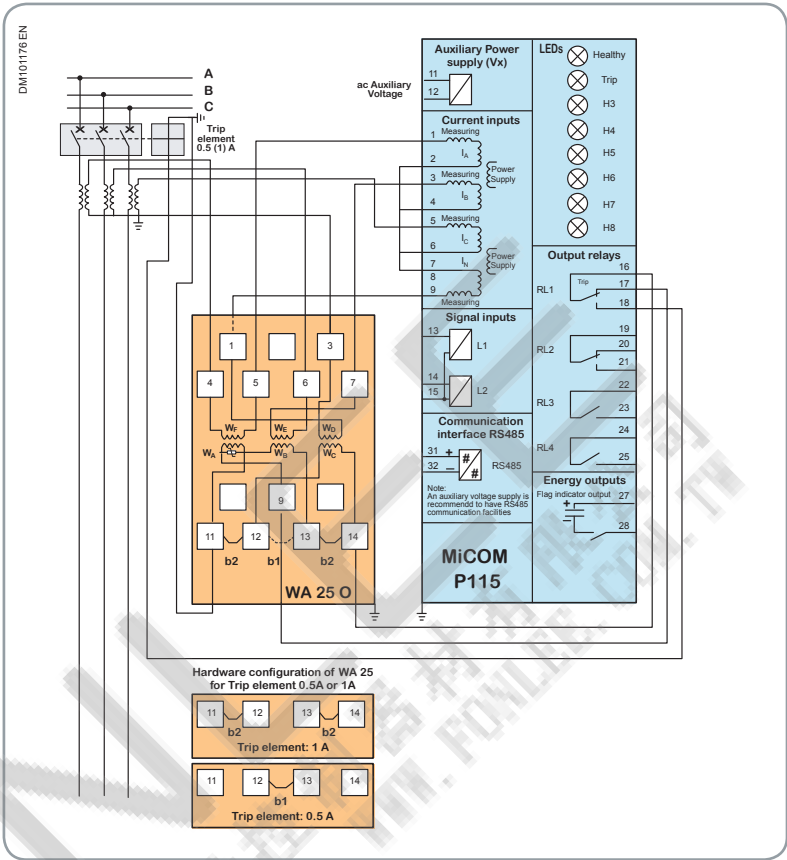 DM101176 EN
A
B
C
Trip
element
0.5 (1) A
ac Auxiliary
Voltage
Auxiliary Power
supply (Vx)
11
12
Current inputs
1
Measuring
IA
2
Power
Supply
3
Measuring
IB
4
5
Measuring
IC
6
7
IN
Power
Supply
8
9
Measuring
Signal inputs
13
L1
14
15
L2
Communication
interface RS485
31 +
32 –
#
#
RS485
Note:
An auxiliary voltage supply is
recommendd to have RS485
communication facilities
MiCOM
P115
LEDs
Healthy
Trip
H3
H4
H5
H6
H7
H8
Output relays
16
Trip
17
RL1
18
19
20
RL2
21
22
RL3
23
24
RL4
25
Energy outputs
Flag indicator output
27
+
–
28
1
3
4
5
6
7
WF
WE
WD
WA
WB
WC
9
11
12
13
14
b2
b1
b2
WA 25 O
Hardware configuration of WA 25
for Trip element 0.5A or 1A
11
12
13
14
b2
b2
Trip element: 1 A
11
12
13
14
b1
Trip element: 0.5 A
WWW.FONLEE.COM.TW